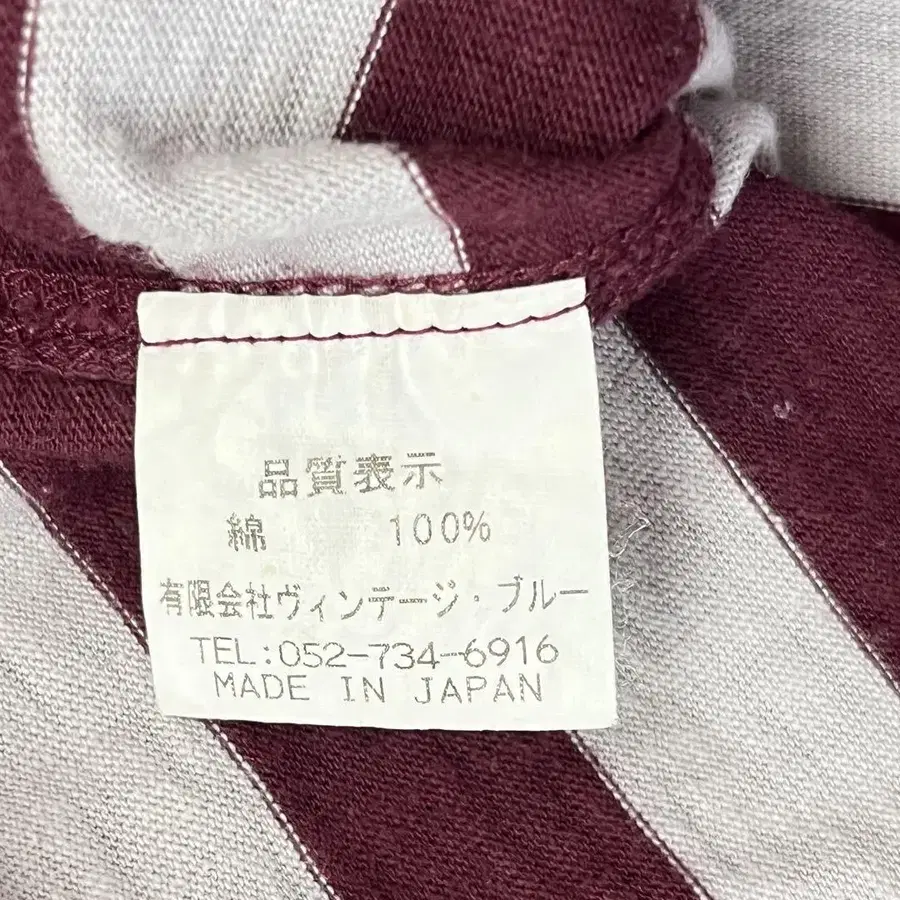 品質表示
綿 100%
有限会社ヴィンテージ・ブルー
TEL:052-734-6916
MADE IN JAPAN